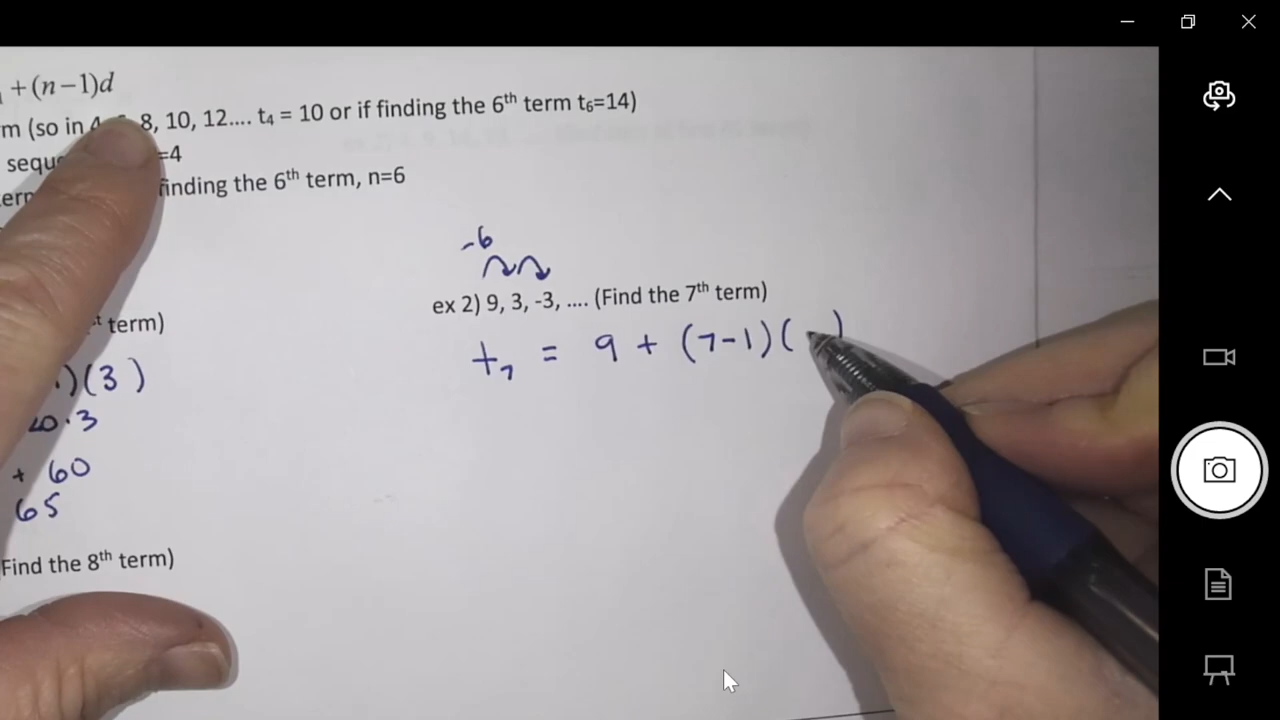 +(n−1)d
m (so in 4, 8, 10, 12.... t₄ = 10 or if finding the 6ᵗʰ term t₆=14)
sequ =4
finding the 6ᵗʰ term, n=6
-6
ex 2) 9, 3, -3, .... (Find the 7ᵗʰ term)
t₇ = 9 + (7-1)( )
term)
)(3 )
20·3
+ 60
65
Find the 8ᵗʰ term)